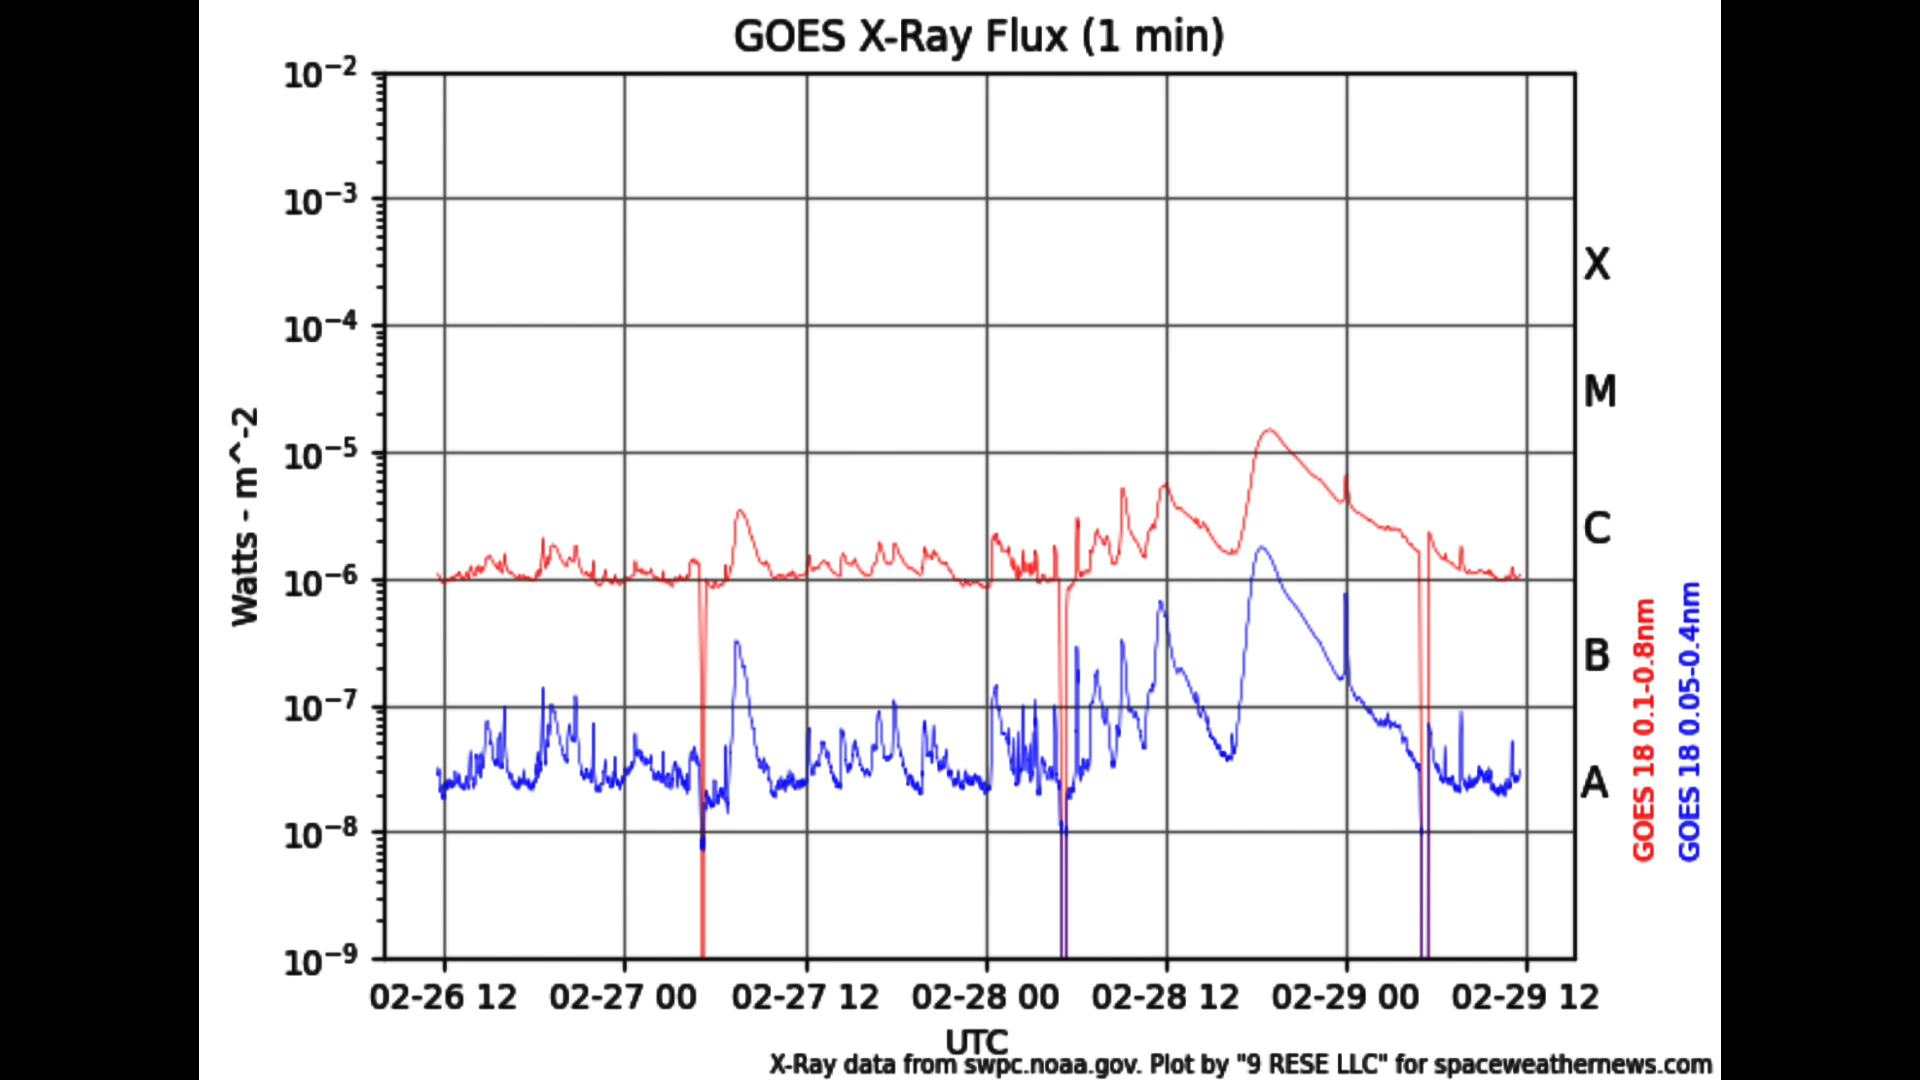 GOES X-Ray Flux (1 min)
10^−2
10^−3
10^−4
10^−5
10^−6
10^−7
10^−8
10^−9
Watts - m^-2
X
M
C
B
A
GOES 18 0.1-0.8nm
GOES 18 0.05-0.4nm
02-26 12 02-27 00 02-27 12 02-28 00 02-28 12 02-29 00 02-29 12
UTC
X-Ray data from swpc.noaa.gov. Plot by "9 RESE LLC" for spaceweathernews.com